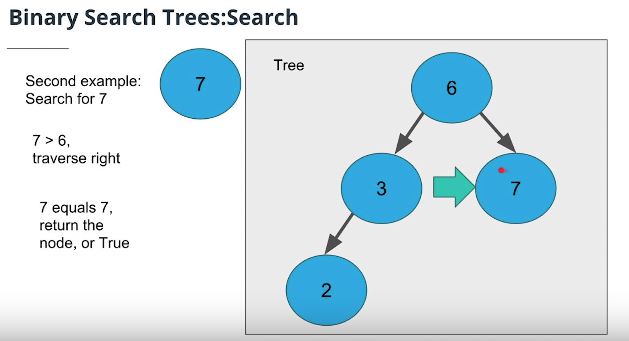 Binary Search Trees:Search
Second example:
Search for 7
7
7 > 6,
traverse right
7 equals 7,
return the
node, or True
Tree
6
3
7
2